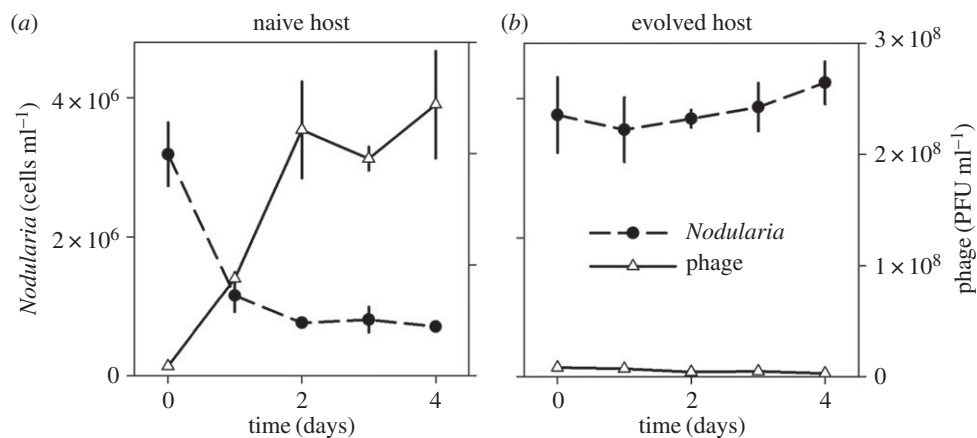 (a) naive host
(b) evolved host
Nodularia (cells ml⁻¹)
4 × 10⁶
2 × 10⁶
0
0 2 4
time (days)
Nodularia
phage
0 2 4
time (days)
3 × 10⁸
2 × 10⁸
1 × 10⁸
0
phage (PFU ml⁻¹)